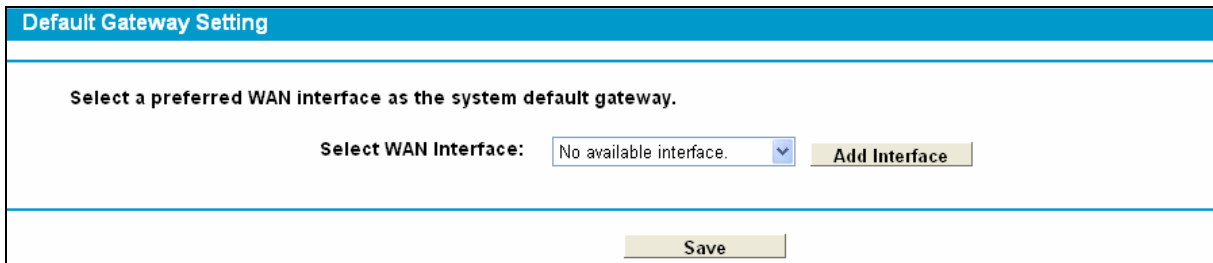 Default Gateway Setting
Select a preferred WAN interface as the system default gateway.
Select WAN Interface: No available interface. Add Interface
Save